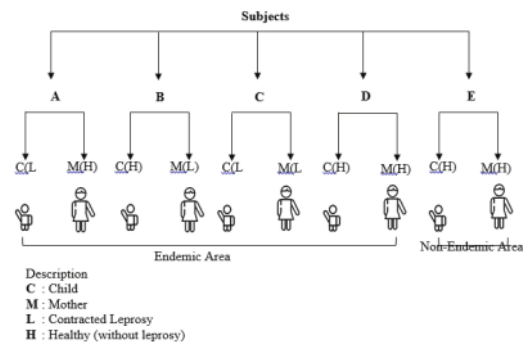 Subjects
A B C D E
C(L M(H) C(H) M(L) C(L M(L C(H) M(H) C(H) M(H)
Endemic Area Non-Endemic Area
Description
C : Child
M : Mother
L : Contracted Leprosy
H : Healthy (without leprosy)